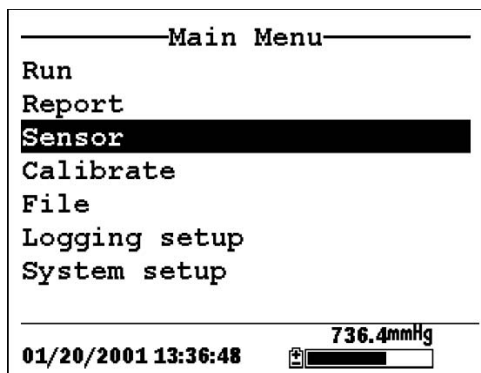 Main Menu
Run
Report
Sensor
Calibrate
File
Logging setup
System setup
736.4mmHg
01/20/2001 13:36:48